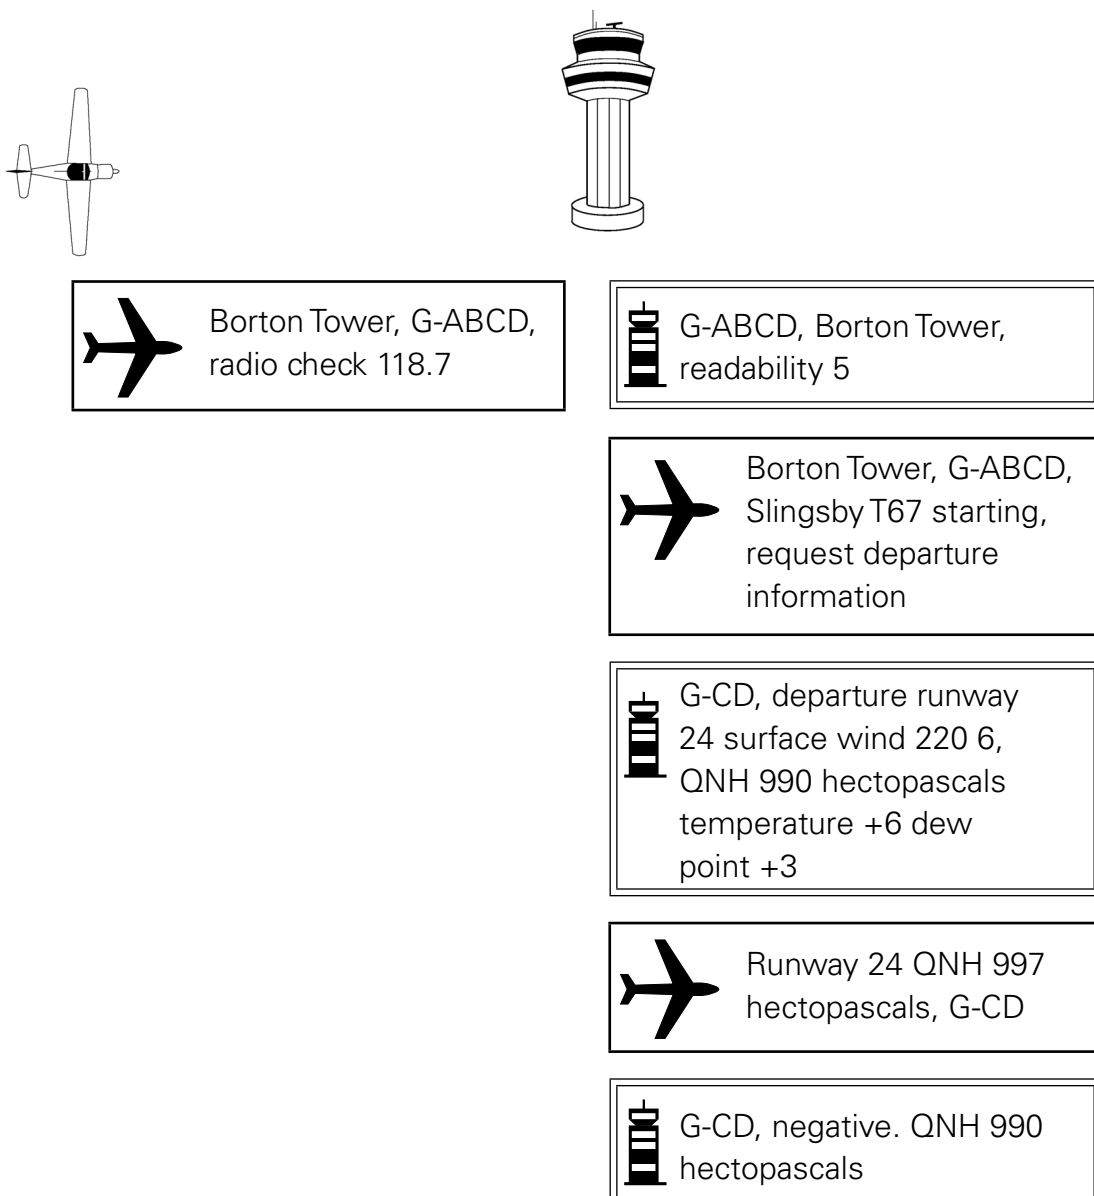 Borton Tower, G-ABCD,
radio check 118.7
G-ABCD, Borton Tower,
readability 5
Borton Tower, G-ABCD,
Slingsby T67 starting,
request departure
information
G-CD, departure runway
24 surface wind 220 6,
QNH 990 hectopascals
temperature +6 dew
point +3
Runway 24 QNH 997
hectopascals, G-CD
G-CD, negative. QNH 990
hectopascals